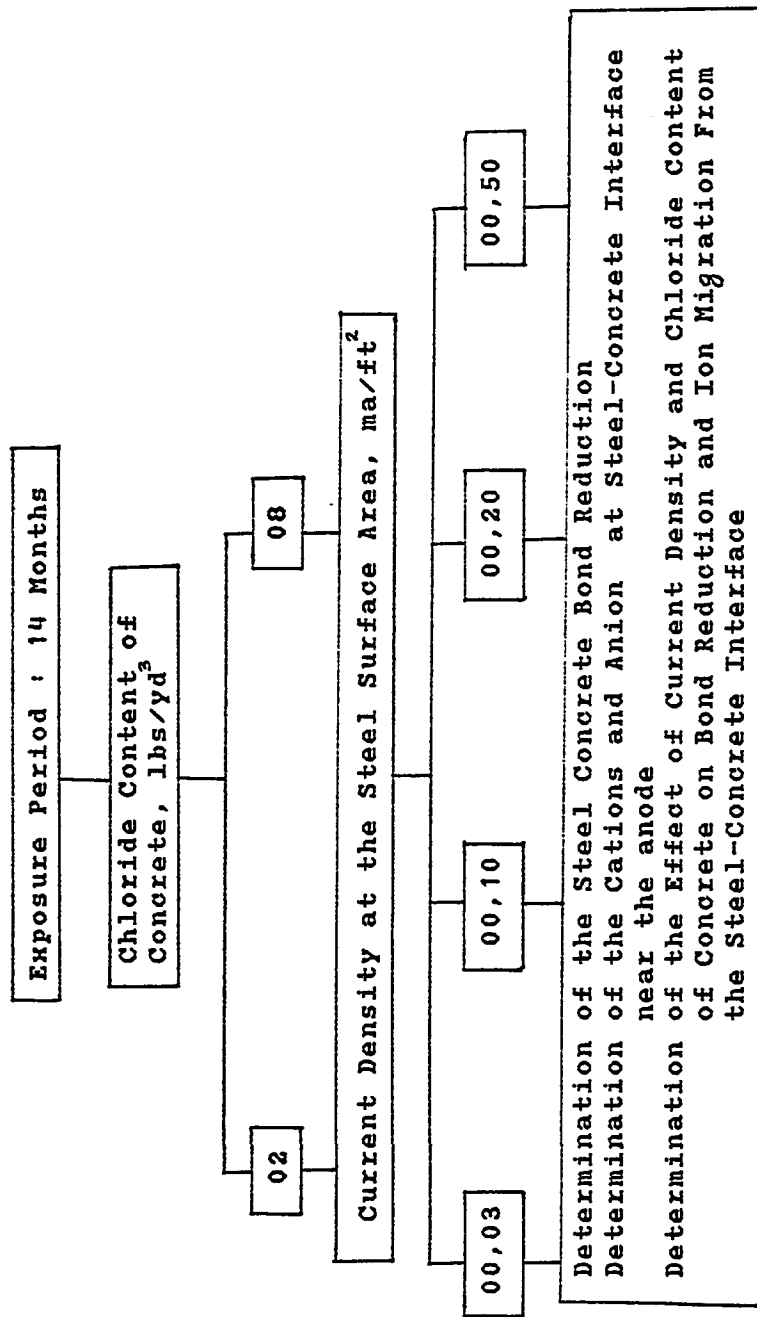 Exposure Period : 14 Months
Chloride Content of
Concrete, lbs/yd³
02
08
Current Density at the Steel Surface Area, ma/ft²
00,03
00,10
00,20
00,50
Determination of the Steel Concrete Bond Reduction
Determination of the Cations and Anion at Steel-Concrete Interface
near the anode
Determination of the Effect of Current Density and Chloride Content
of Concrete on Bond Reduction and Ion Migration From
the Steel-Concrete Interface